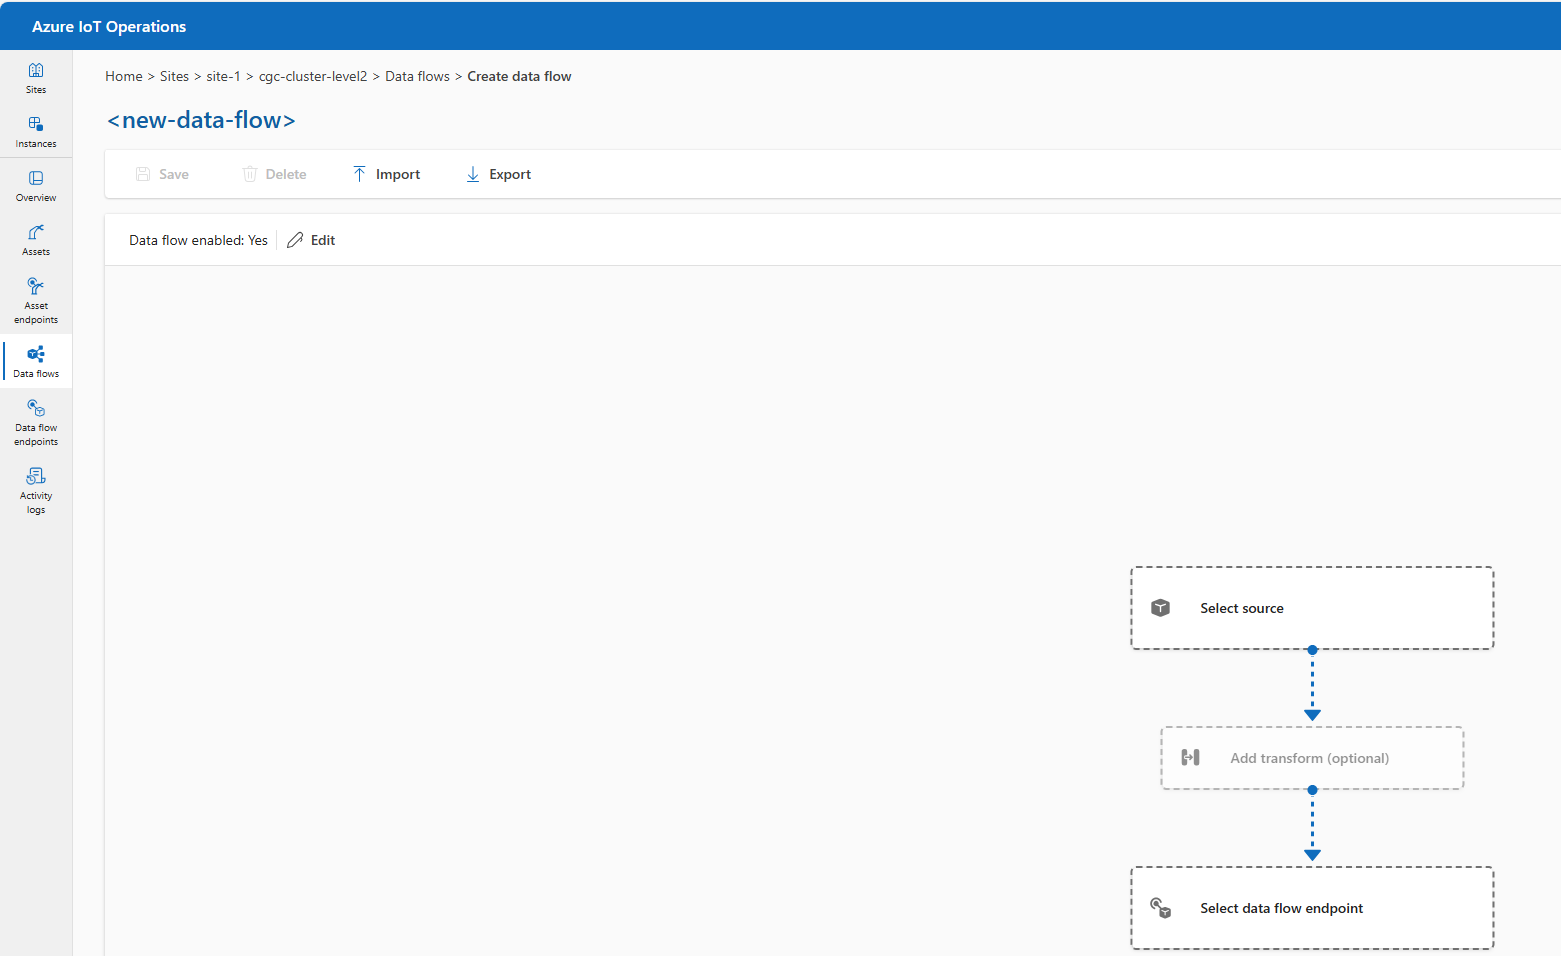 Azure IoT Operations
Sites
Instances
Overview
Assets
Asset
endpoints
Data flows
Data flow
endpoints
Activity
logs
Home > Sites > site-1 > cgc-cluster-level2 > Data flows > Create data flow
<new-data-flow>
Save Delete Import Export
Data flow enabled: Yes Edit
Select source
Add transform (optional)
Select data flow endpoint